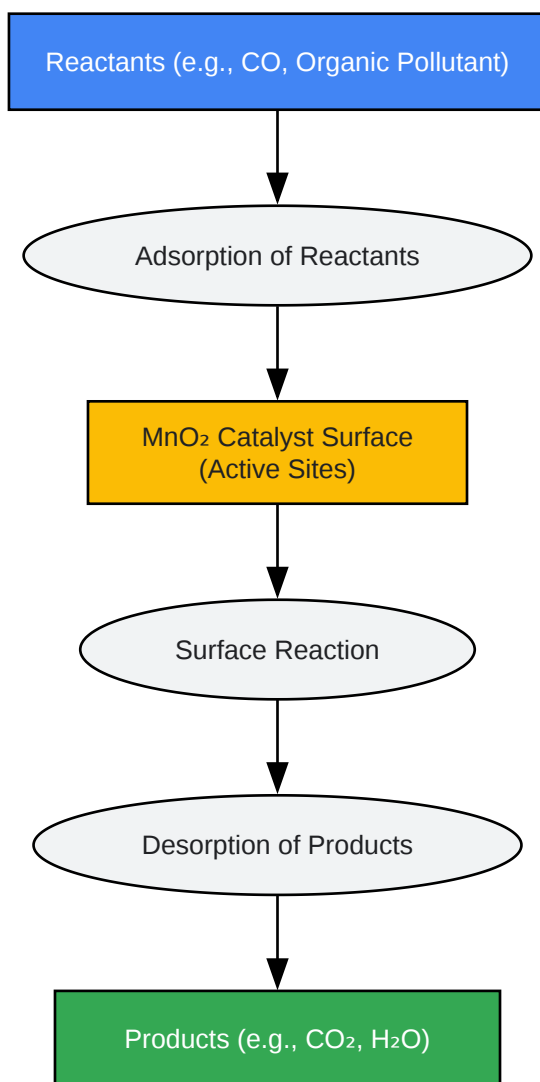 Reactants (e.g., CO, Organic Pollutant)
Adsorption of Reactants
MnO₂ Catalyst Surface
(Active Sites)
Surface Reaction
Desorption of Products
Products (e.g., CO₂, H₂O)